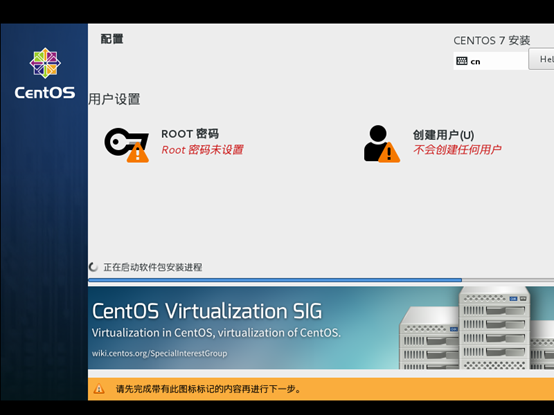 配置
CENTOS 7 安装
cn
Hel
CentOS
用户设置
ROOT 密码
Root 密码未设置
创建用户(U)
不会创建任何用户
正在启动软件包安装进程
CentOS Virtualization SIG
Virtualization in CentOS, virtualization of CentOS.
wiki.centos.org/SpecialInterestGroup
请先完成带有此图标标记的内容再进行下一步。